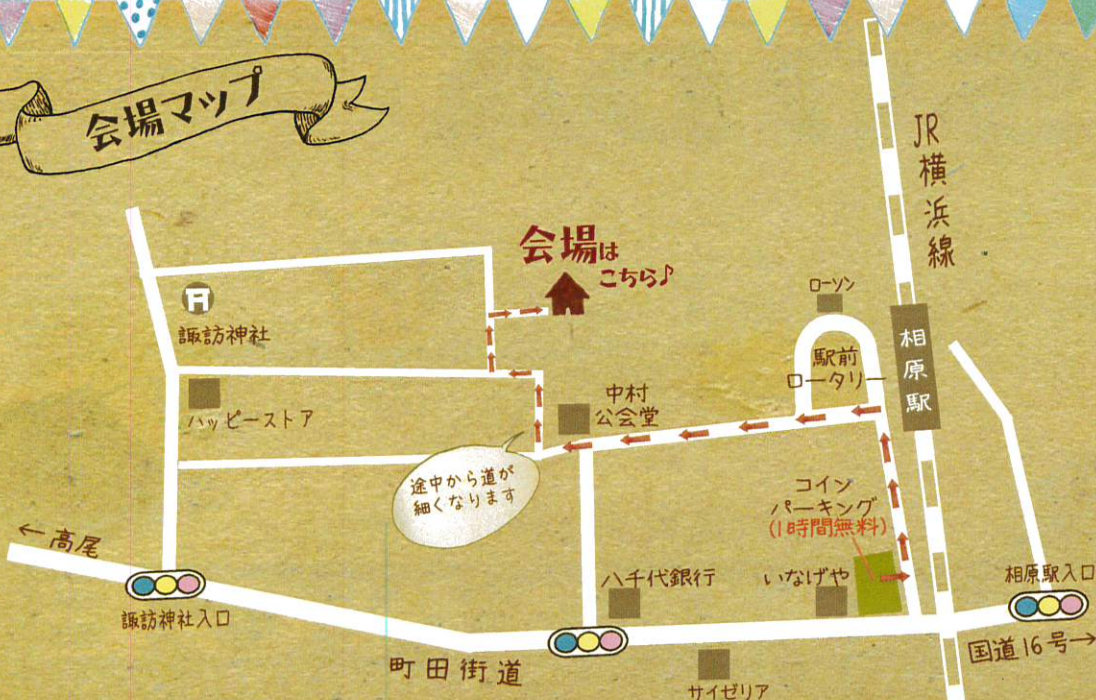 会場マップ
JR横浜線
会場は
こちら♪
ローソン
諏訪神社
駅前
ロータリー
相原駅
ハッピーストア
中村
公会堂
途中から道が
細くなります
コイン
パーキング
(1時間無料)
←高尾
八千代銀行
いなげや
相原駅入口
諏訪神社入口
国道16号→
町田街道
サイゼリア